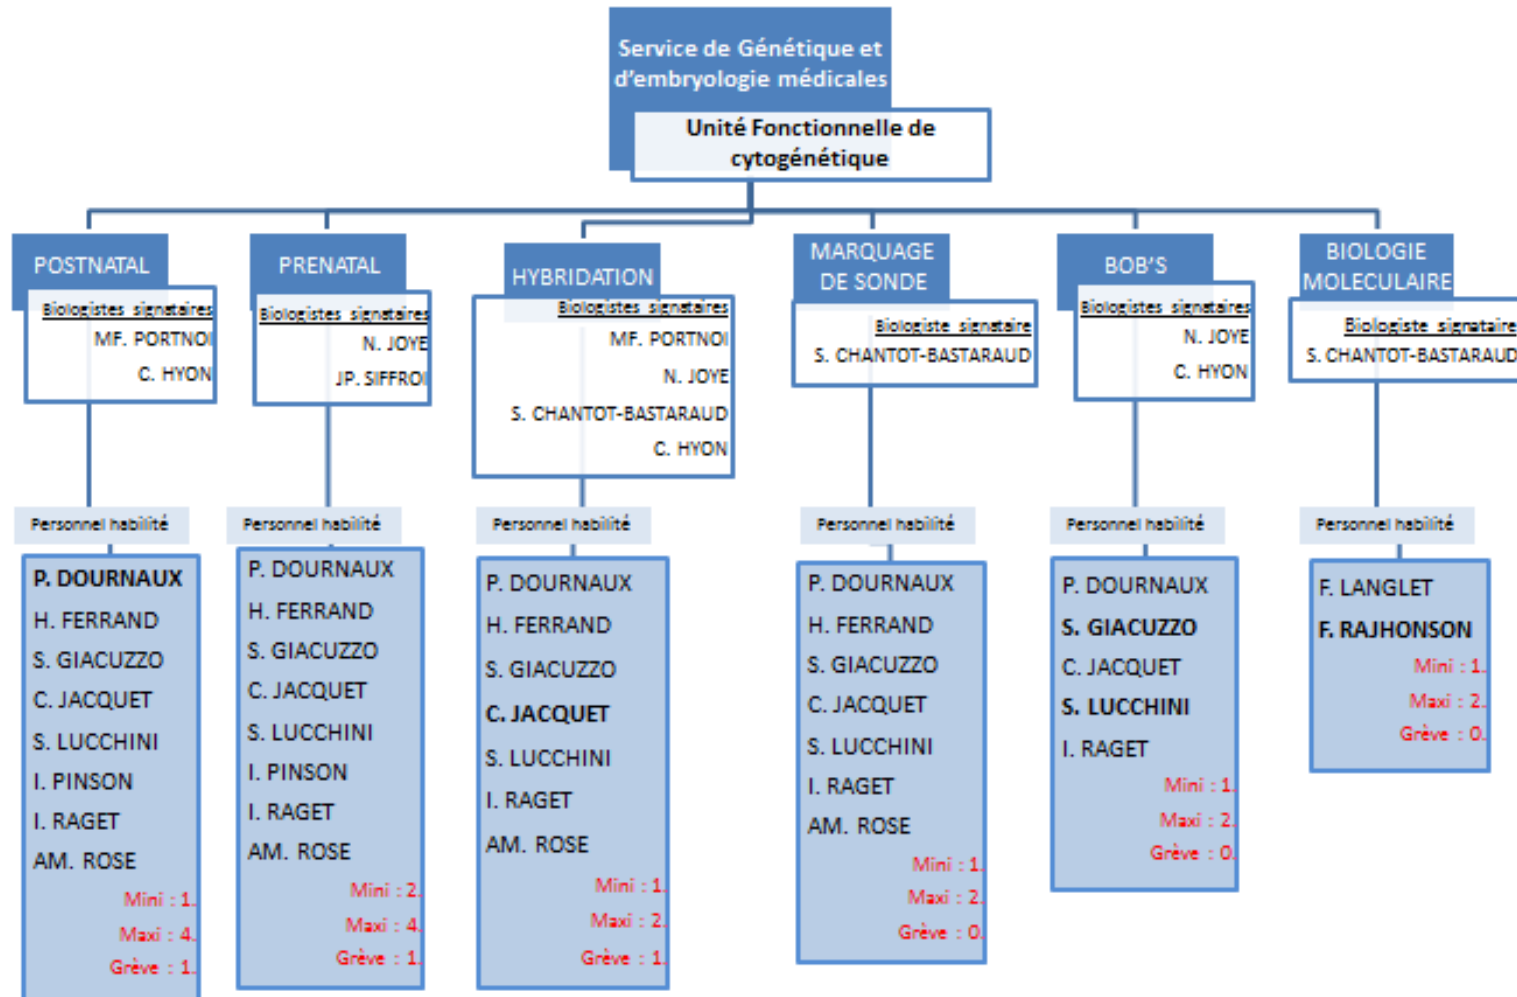 Service de Génétique et
d'embryologie médicales
Unité Fonctionnelle de
cytogénétique
POSTNATAL
Biologistes signataires
MF. PORTNOI
C. HYON
Personnel habilité
P. DOURNAUX
H. FERRAND
S. GIACUZZO
C. JACQUET
S. LUCCHINI
I. PINSON
I. RAGET
AM. ROSE
Mini : 1.
Maxi : 4.
Grève : 1.
PRENATAL
Biologistes signataires
N. JOYE
JP. SIFFROI
Personnel habilité
P. DOURNAUX
H. FERRAND
S. GIACUZZO
C. JACQUET
S. LUCCHINI
I. PINSON
I. RAGET
AM. ROSE
Mini : 2.
Maxi : 4.
Grève : 1.
HYBRIDATION
Biologistes signataires
MF. PORTNOI
N. JOYE
S. CHANTOT-BASTARAUD
C. HYON
Personnel habilité
P. DOURNAUX
H. FERRAND
S. GIACUZZO
C. JACQUET
S. LUCCHINI
I. RAGET
AM. ROSE
Mini : 1.
Maxi : 2.
Grève : 1.
MARQUAGE
DE SONDE
Biologiste signataire
S. CHANTOT-BASTARAUD
Personnel habilité
P. DOURNAUX
H. FERRAND
S. GIACUZZO
C. JACQUET
S. LUCCHINI
I. RAGET
AM. ROSE
Mini : 1.
Maxi : 2.
Grève : 0.
BOB'S
Biologistes signataires
N. JOYE
C. HYON
Personnel habilité
P. DOURNAUX
S. GIACUZZO
C. JACQUET
S. LUCCHINI
I. RAGET
Mini : 1.
Maxi : 2.
Grève : 0.
BIOLOGIE
MOLECULAIRE
Biologiste signataire
S. CHANTOT-BASTARAUD
Personnel habilité
F. LANGLET
F. RAJHONSON
Mini : 1.
Maxi : 2.
Grève : 0.